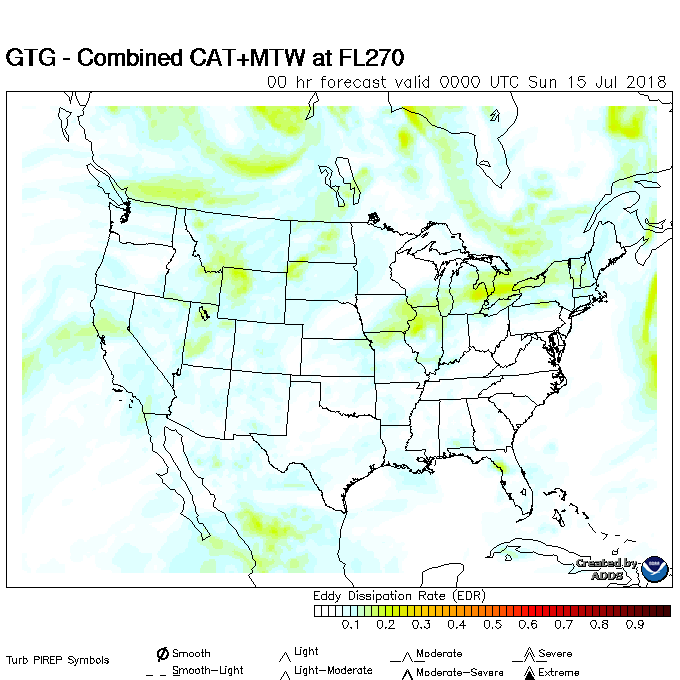 GTG - Combined CAT+MTW at FL270
00 hr forecast valid 0000 UTC Sun 15 Jul 2018
Created by
ADDS
Eddy Dissipation Rate (EDR)
0.1 0.2 0.3 0.4 0.5 0.6 0.7 0.8 0.9
Turb PIREP Symbols
Smooth Light Moderate Severe
Smooth-Light Light-Moderate Moderate-Severe Extreme